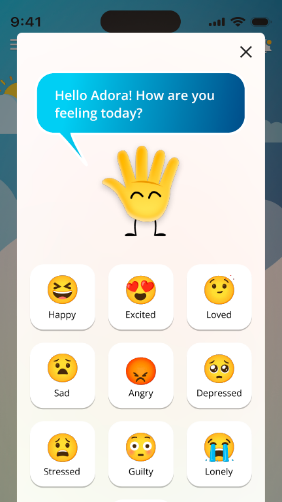 9:41
Hello Adora! How are you
feeling today?
Happy
Excited
Loved
Sad
Angry
Depressed
Stressed
Guilty
Lonely